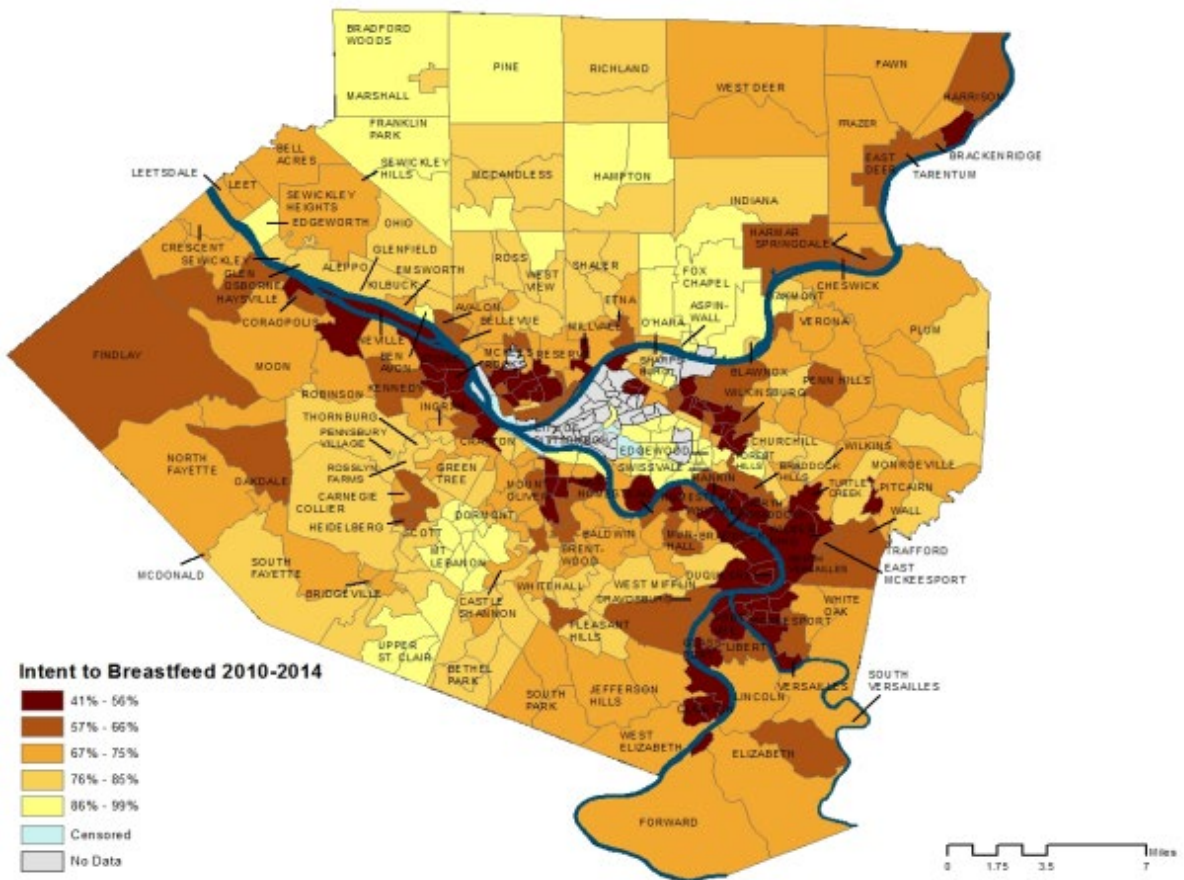 BRADFORD
WOODS
PINE
RICHLAND
WEST DEER
FAWN
HARRISON
MARSHALL
FRANKLIN
PARK
FRAZER
BRACKENRIDGE
EAST
DEER
TARENTUM
BELL
ACRES
SEWICKLEY
HILLS
LEETSDALE
LEET
SEWICKLEY
HEIGHTS
MCCANDLESS
HAMPTON
INDIANA
EDGEWORTH
OHIO
HARMAR
SPRINGDALE
CRESCENT
SEWICKLEY
GLENFIELD
ROSS
SHALER
FOX
CHAPEL
CHESWICK
GLEN
OSBORNE
ALEPPO
EMSWORTH
WEST
VIEW
HAYSVILLE
KILBUCK
CORAOPOLIS
AVALON
BELLEVUE
ETNA
ASPIN-
WALL
O'HARA
VERONA
PLUM
FINDLAY
MOON
NEVILLE
BEN
AVON
RESERVE
BLAWNOX
PENN HILLS
KENNEDY
WILKINSBURG
ROBINSON
THORNBURG
PENNSBURY
VILLAGE
EDGEWOOD
SWISSVALE
CHURCHILL
WILKINS
MONROEVILLE
NORTH
FAYETTE
ROSSLYN
FARMS
GREEN
TREE
MOUNT
OLIVER
RANKIN
BRADDOCK
HILLS
TURTLE
CREEK
PITCAIRN
OAKDALE
CARNEGIE
COLLIER
HEIDELBERG
SCOTT
DORMONT
BALDWIN
WALL
TRAFFORD
MT
LEBANON
BRENT-
WOOD
EAST
MCKEESPORT
MCDONALD
SOUTH
FAYETTE
BRIDGEVILLE
CASTLE
SHANNON
WHITEHALL
WEST MIFFLIN
DRAVOSBURG
WHITE
OAK
PLEASANT
HILLS
UPPER
ST. CLAIR
BETHEL
PARK
SOUTH
PARK
JEFFERSON
HILLS
LINCOLN
VERSAILLES
SOUTH
VERSAILLES
WEST
ELIZABETH
ELIZABETH
FORWARD
Intent to Breastfeed 2010-2014
41% - 56%
57% - 66%
67% - 75%
76% - 85%
86% - 99%
Censored
No Data
Miles
0 1.75 3.5 7